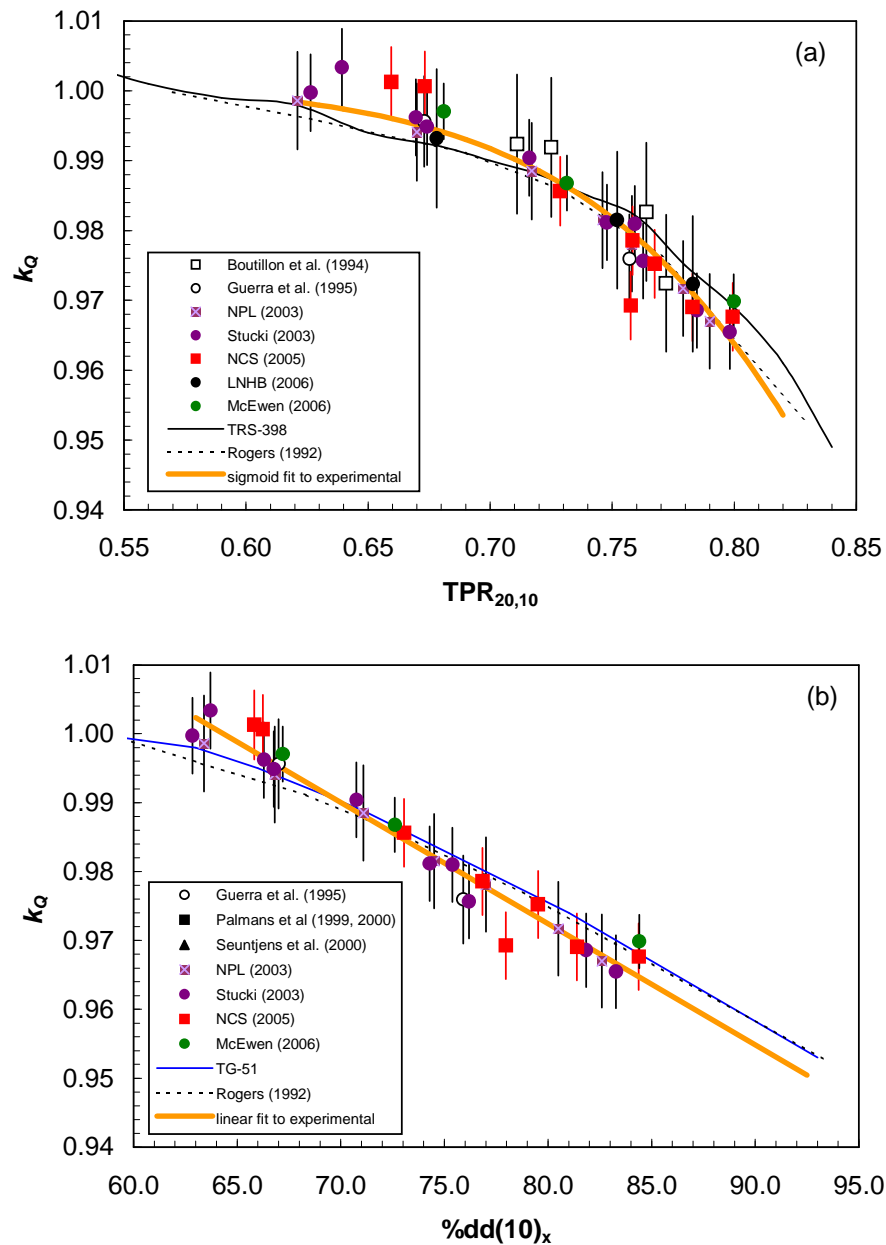 (a)
1.01
1.00
0.99
0.98
0.97
0.96
0.95
0.94
kQ
Boutillon et al. (1994)
Guerra et al. (1995)
NPL (2003)
Stucki (2003)
NCS (2005)
LNHB (2006)
McEwen (2006)
TRS-398
Rogers (1992)
sigmoid fit to experimental
0.55 0.60 0.65 0.70 0.75 0.80 0.85
TPR20,10
(b)
1.01
1.00
0.99
0.98
0.97
0.96
0.95
0.94
kQ
Guerra et al. (1995)
Palmans et al (1999, 2000)
Seuntjens et al. (2000)
NPL (2003)
Stucki (2003)
NCS (2005)
McEwen (2006)
TG-51
Rogers (1992)
linear fit to experimental
60.0 65.0 70.0 75.0 80.0 85.0 90.0 95.0
%dd(10)x